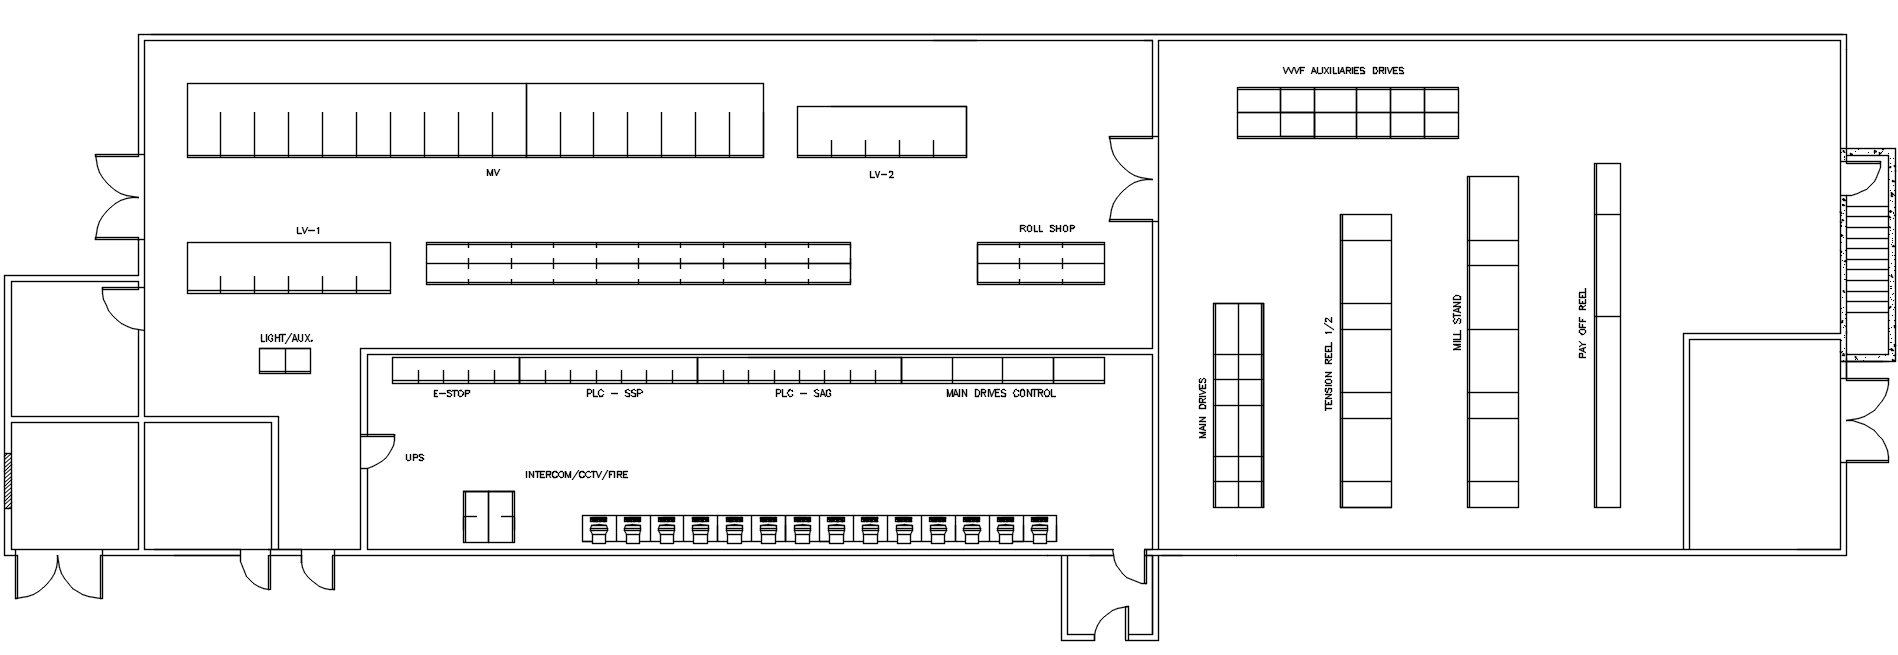 VVVF AUXILIARIES DRIVES
MV
LV-2
LV-1
ROLL SHOP
LIGHT/AUX.
E-STOP
PLC - SSP
PLC - SAG
MAIN DRIVES CONTROL
UPS
INTERCOM/CCTV/FIRE
MAIN DRIVES
TENSION REEL 1/2
MILL STAND
PAY OFF REEL